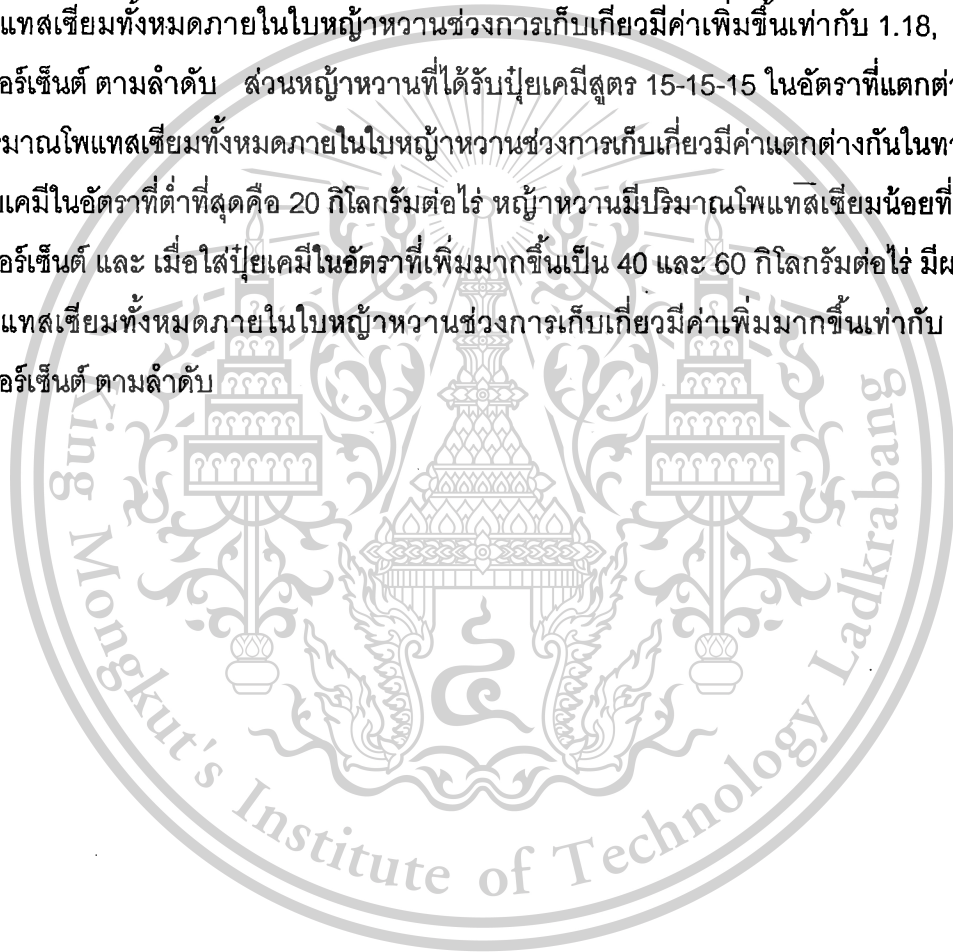 แทสเซียมทั้งหมดภายในใบหญ้าหวานช่วงการเก็บเกี่ยวมีค่าเพิ่มขึ้นเท่ากับ 1.18,
อร์เซ็นต์ ตามลำดับ ส่วนหญ้าหวานที่ได้รับปุ๋ยเคมีสูตร 15-15-15 ในอัตราที่แตกต่า
มาณโพแทสเซียมทั้งหมดภายในใบหญ้าหวานช่วงการเก็บเกี่ยวมีค่าแตกต่างกันในทา
เคมีในอัตราที่ต่ำที่สุดคือ 20 กิโลกรัมต่อไร่ หญ้าหวานมีปริมาณโพแทสเซียมน้อยที่
อร์เซ็นต์ และ เมื่อใส่ปุ๋ยเคมีในอัตราที่เพิ่มมากขึ้นเป็น 40 และ 60 กิโลกรัมต่อไร่ มีผ
แทสเซียมทั้งหมดภายในใบหญ้าหวานช่วงการเก็บเกี่ยวมีค่าเพิ่มมากขึ้นเท่ากับ
อร์เซ็นต์ ตามลำดับ
King Mongkut's Institute of Technology Ladkrabang